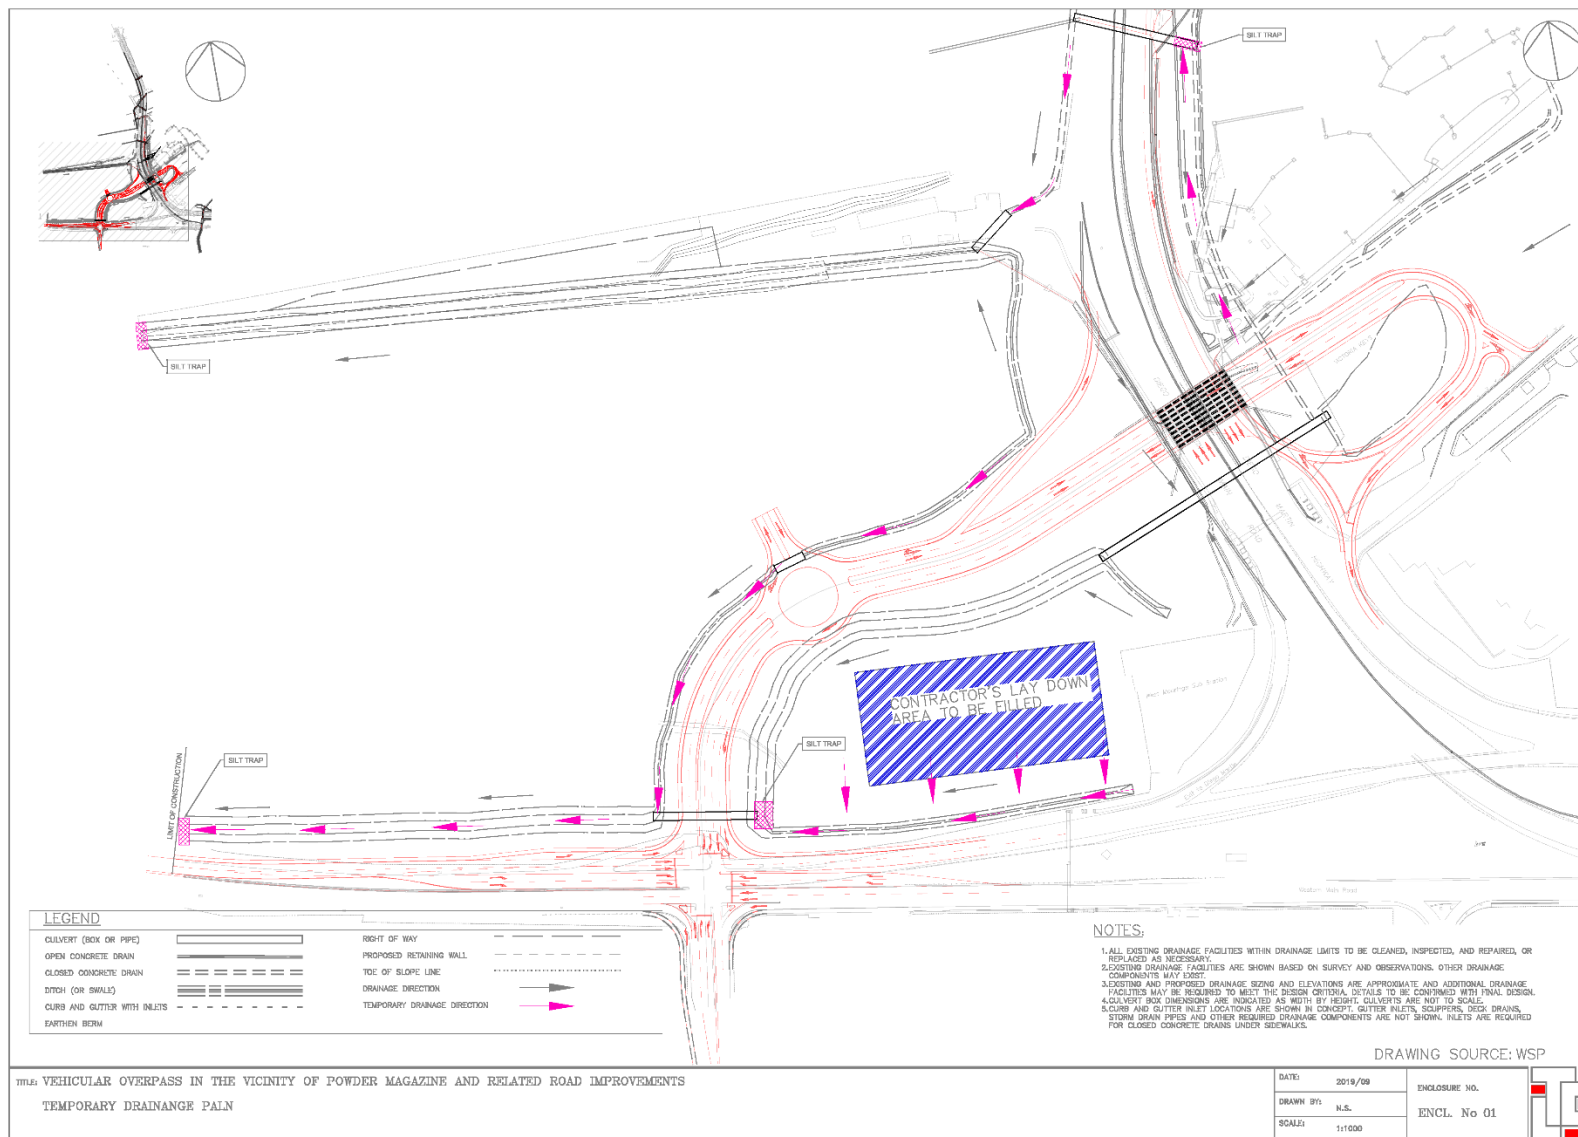 SILT TRAP
SILT TRAP
CONTRACTOR'S LAY DOWN
AREA TO BE FILLED
SILT TRAP
SILT TRAP
LIMIT OF CONSTRUCTION
Western Main Road
LEGEND
CULVERT (BOX OR PIPE)
OPEN CONCRETE DRAIN
CLOSED CONCRETE DRAIN
DITCH (OR SWALE)
CURB AND GUTTER WITH INLETS
EARTHEN BERM
RIGHT OF WAY
PROPOSED RETAINING WALL
TOE OF SLOPE LINE
DRAINAGE DIRECTION
TEMPORARY DRAINAGE DIRECTION
NOTES:
1. ALL EXISTING DRAINAGE FACILITIES WITHIN DRAINAGE LIMITS TO BE CLEANED, INSPECTED, AND REPAIRED, OR
REPLACED AS NECESSARY.
2.EXISTING DRAINAGE FACILITIES ARE SHOWN BASED ON SURVEY AND OBSERVATIONS. OTHER DRAINAGE
COMPONENTS MAY EXIST.
3.EXISTING AND PROPOSED DRAINAGE SIZING AND ELEVATIONS ARE APPROXIMATE AND ADDITIONAL DRAINAGE
FACILITIES MAY BE REQUIRED TO MEET THE DESIGN CRITERIA. DETAILS TO BE CONFIRMED WITH FINAL DESIGN.
4.CULVERT BOX DIMENSIONS ARE INDICATED AS WIDTH BY HEIGHT. CULVERTS ARE NOT TO SCALE.
5.CURB AND GUTTER INLET LOCATIONS ARE SHOWN IN CONCEPT. GUTTER INLETS, SCUPPERS, DECK DRAINS,
STORM DRAIN PIPES AND OTHER REQUIRED DRAINAGE COMPONENTS ARE NOT SHOWN. INLETS ARE REQUIRED
FOR CLOSED CONCRETE DRAINS UNDER SIDEWALKS.
DRAWING SOURCE: WSP
TITLE: VEHICULAR OVERPASS IN THE VICINITY OF POWDER MAGAZINE AND RELATED ROAD IMPROVEMENTS
TEMPORARY DRAINANGE PALN
DATE: 2019/09
DRAWN BY: N.S.
SCALE: 1:1000
ENCLOSURE NO.
ENCL. No 01